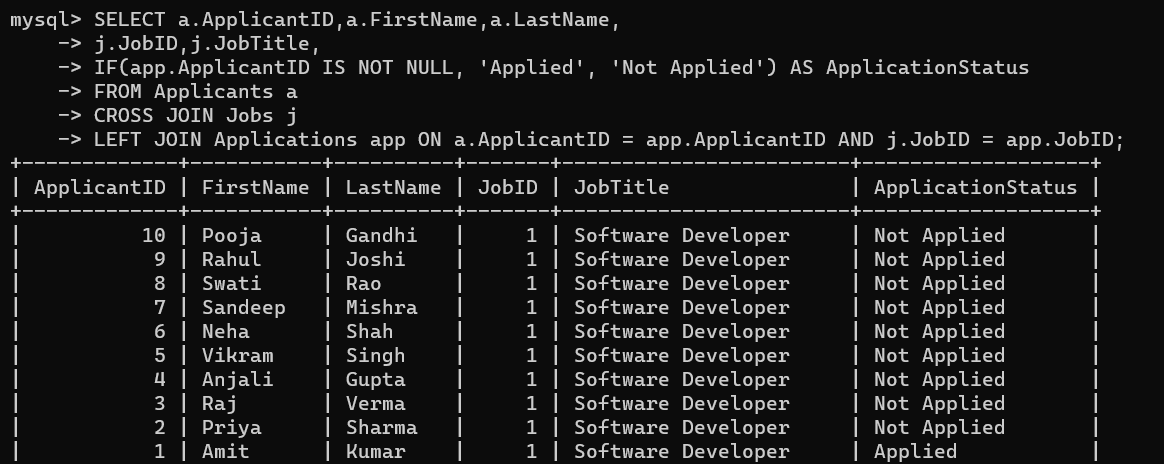 mysql> SELECT a.ApplicantID,a.FirstName,a.LastName,
    -> j.JobID,j.JobTitle,
    -> IF(app.ApplicantID IS NOT NULL, 'Applied', 'Not Applied') AS ApplicationStatus
    -> FROM Applicants a
    -> CROSS JOIN Jobs j
    -> LEFT JOIN Applications app ON a.ApplicantID = app.ApplicantID AND j.JobID = app.JobID;
+-------------+-----------+----------+-------+------------------------+-------------------+
| ApplicantID | FirstName | LastName | JobID | JobTitle               | ApplicationStatus |
+-------------+-----------+----------+-------+------------------------+-------------------+
|          10 | Pooja     | Gandhi   |     1 | Software Developer     | Not Applied       |
|           9 | Rahul     | Joshi    |     1 | Software Developer     | Not Applied       |
|           8 | Swati     | Rao      |     1 | Software Developer     | Not Applied       |
|           7 | Sandeep   | Mishra   |     1 | Software Developer     | Not Applied       |
|           6 | Neha      | Shah     |     1 | Software Developer     | Not Applied       |
|           5 | Vikram    | Singh    |     1 | Software Developer     | Not Applied       |
|           4 | Anjali    | Gupta    |     1 | Software Developer     | Not Applied       |
|           3 | Raj       | Verma    |     1 | Software Developer     | Not Applied       |
|           2 | Priya     | Sharma   |     1 | Software Developer     | Not Applied       |
|           1 | Amit      | Kumar    |     1 | Software Developer     | Applied           |